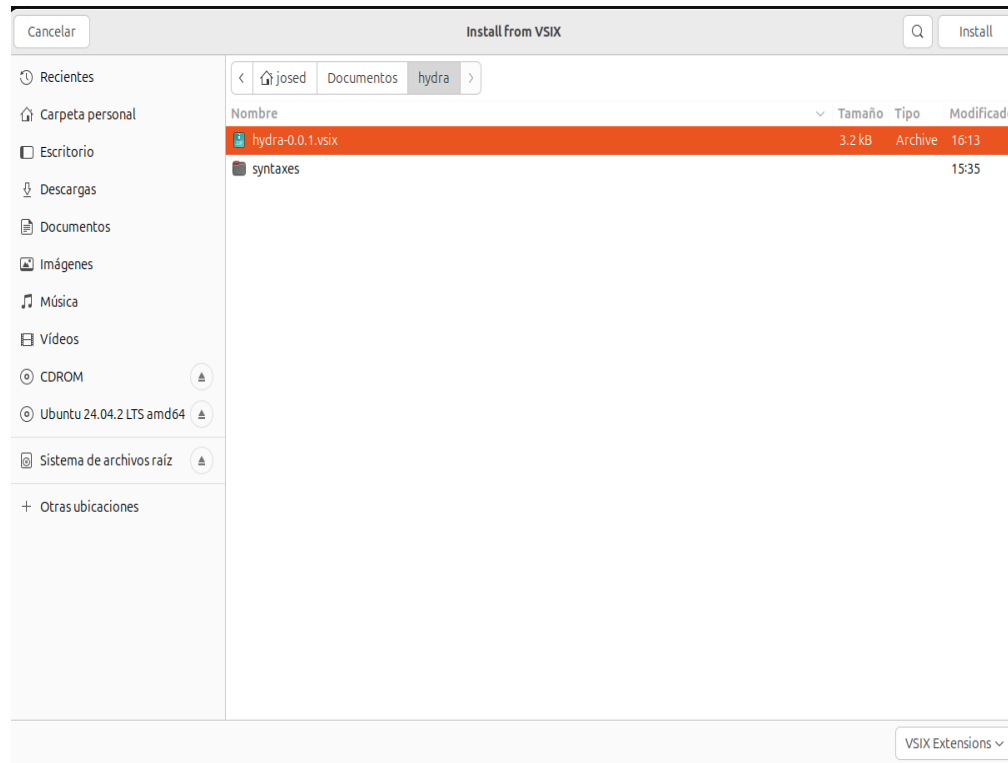 Cancelar
Install from VSIX
Install
Recientes
Carpeta personal
Escritorio
Descargas
Documentos
Imágenes
Música
Vídeos
CDROM
Ubuntu 24.04.2 LTS amd64
Sistema de archivos raíz
+ Otras ubicaciones
josed Documentos hydra
Nombre Tamaño Tipo Modificado
hydra-0.0.1.vsix 3.2 kB Archive 16:13
syntaxes 15:35
VSIX Extensions